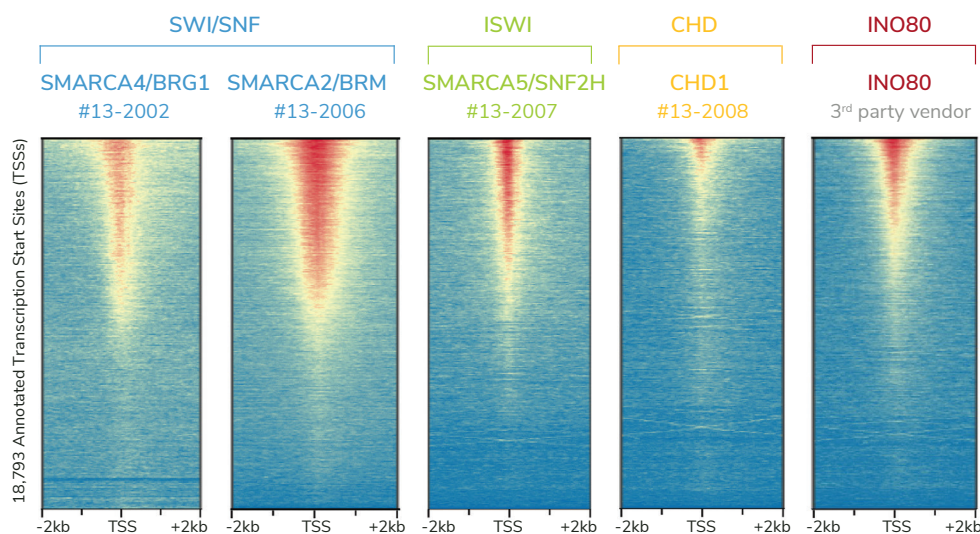 SWI/SNF
ISWI
CHD
INO80
SMARCA4/BRG1
#13-2002
SMARCA2/BRM
#13-2006
SMARCA5/SNF2H
#13-2007
CHD1
#13-2008
INO80
3rd party vendor
18,793 Annotated Transcription Start Sites (TSSs)
-2kb TSS +2kb
-2kb TSS +2kb
-2kb TSS +2kb
-2kb TSS +2kb
-2kb TSS +2kb